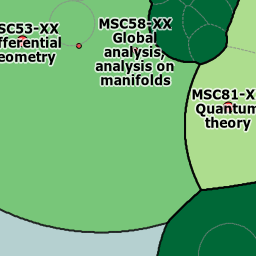 SC53-XX
fferential
eometry
MSC58-XX
Global
analysis,
analysis on
manifolds
MSC81-X
Quantum
theory